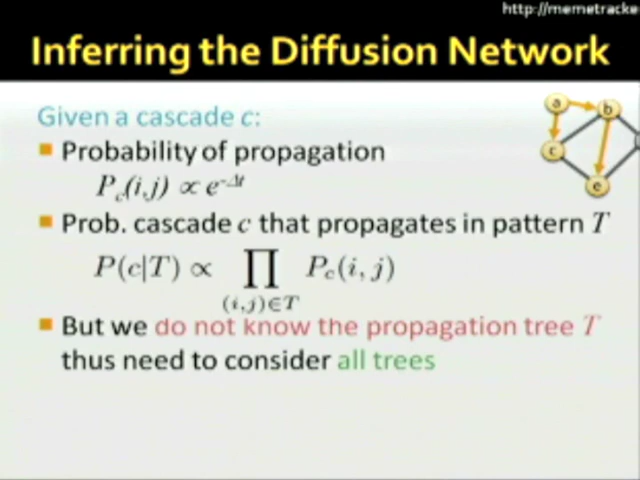 http://memetracke
Inferring the Diffusion Network
Given a cascade c:
Probability of propagation
P_c(i,j) ∝ e^{-Δt}
Prob. cascade c that propagates in pattern T
P(c|T) ∝ ∏_{(i,j)∈T} P_c(i,j)
But we do not know the propagation tree T
thus need to consider all trees
a
b
c
e